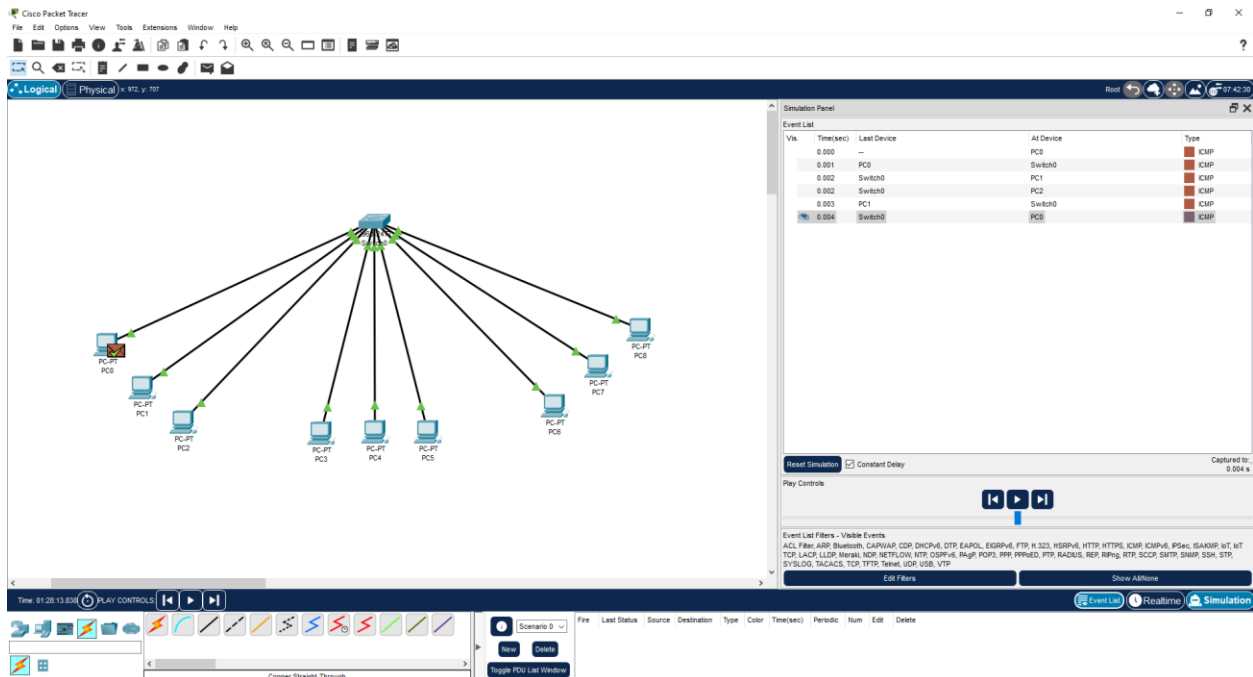 Cisco Packet Tracer
File Edit Options View Tools Extensions Window Help
?
Logical Physical x: 972, y: 707 Root 07:42:30
Simulation Panel
Event List
Vis. Time(sec) Last Device At Device Type
0.000 -- PC0 ICMP
0.001 PC0 Switch0 ICMP
0.002 Switch0 PC1 ICMP
0.002 Switch0 PC2 ICMP
0.003 PC1 Switch0 ICMP
0.004 Switch0 PC0 ICMP
Switch0
PC-PT
PC0
PC-PT
PC1
PC-PT
PC2
PC-PT
PC3
PC-PT
PC4
PC-PT
PC5
PC-PT
PC6
PC-PT
PC7
PC-PT
PC8
Reset Simulation Constant Delay Captured to:
0.004 s
Play Controls
Event List Filters - Visible Events
ACL Filter, ARP, Bluetooth, CAPWAP, CDP, DHCPv6, DTP, EAPOL, EIGRPv6, FTP, H.323, HSRPv6, HTTP, HTTPS, ICMP, ICMPv6, IPSec, ISAKMP, IoT, IoT
TCP, LACP, LLDP, Meraki, NDP, NETFLOW, NTP, OSPFv6, PAgP, POP3, PPP, PPPoED, PTP, RADIUS, REP, RIPng, RTP, SCCP, SMTP, SNMP, SSH, STP,
SYSLOG, TACACS, TCP, TFTP, Telnet, UDP, USB, VTP
Edit Filters Show All/None
Time: 01:28:13.838 PLAY CONTROLS: Event List Realtime Simulation
Scenario 0
New Delete
Toggle PDU List Window
Fire Last Status Source Destination Type Color Time(sec) Periodic Num Edit Delete
Copper Straight-Through